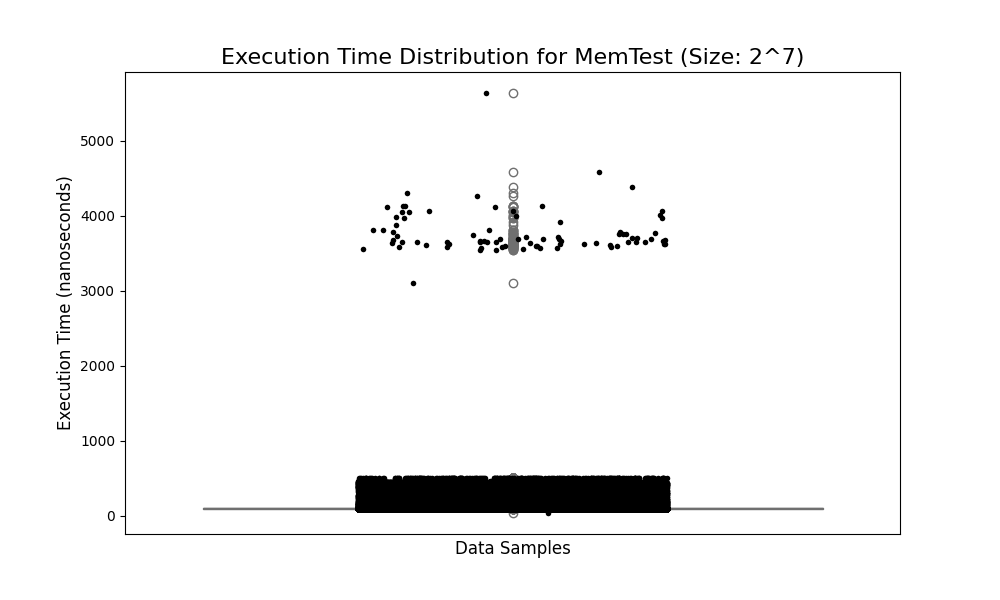 Execution Time Distribution for MemTest (Size: 2^7)
Execution Time (nanoseconds)
5000
4000
3000
2000
1000
0
Data Samples